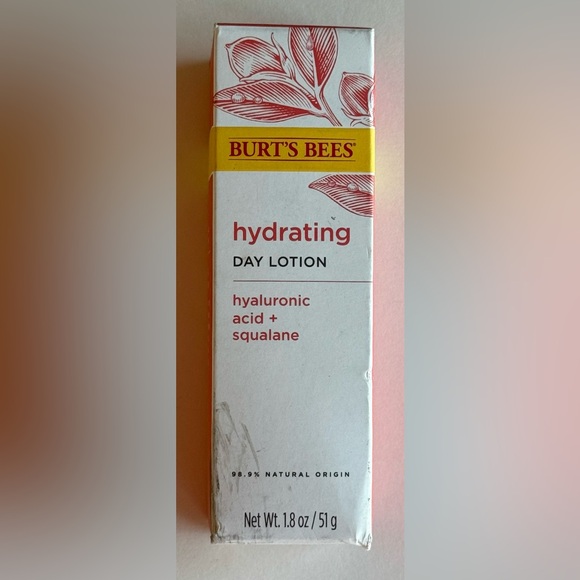 BURT'S BEES®
hydrating
DAY LOTION
hyaluronic
acid +
squalane
98.9% NATURAL ORIGIN
Net Wt. 1.8 oz / 51 g